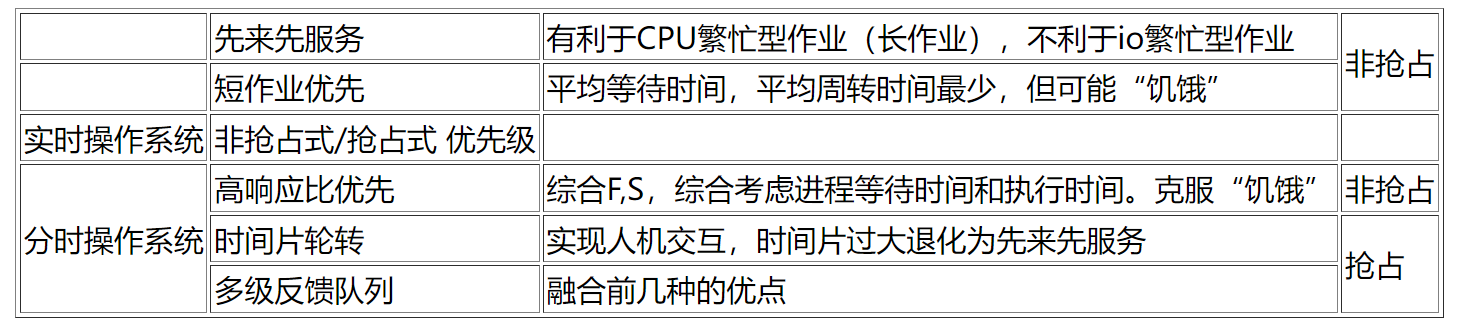 先来先服务 有利于CPU繁忙型作业（长作业），不利于io繁忙型作业 非抢占
短作业优先 平均等待时间，平均周转时间最少，但可能“饥饿”
实时操作系统 非抢占式/抢占式 优先级
分时操作系统 高响应比优先 综合F,S，综合考虑进程等待时间和执行时间。克服“饥饿” 非抢占
时间片轮转 实现人机交互，时间片过大退化为先来先服务 抢占
多级反馈队列 融合前几种的优点